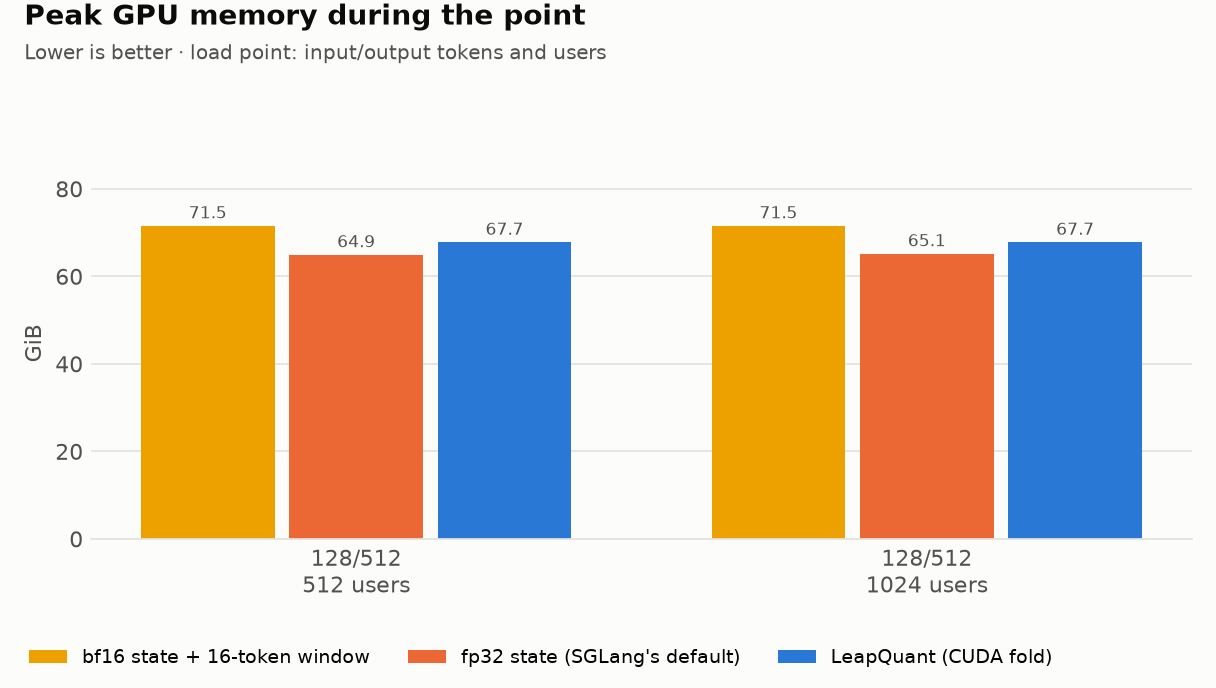 Peak GPU memory during the point
Lower is better · load point: input/output tokens and users
GiB
80
60
40
20
0
71.5
64.9
67.7
71.5
65.1
67.7
128/512
512 users
128/512
1024 users
bf16 state + 16-token window
fp32 state (SGLang's default)
LeapQuant (CUDA fold)